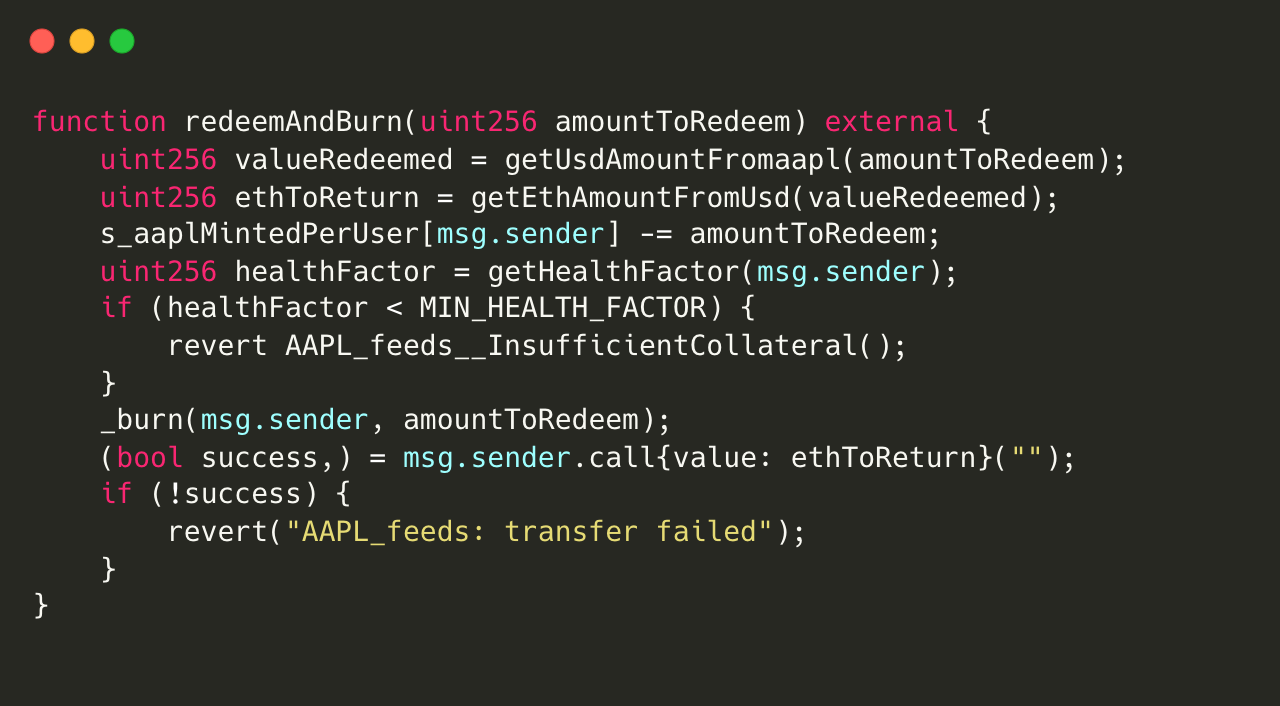 function redeemAndBurn(uint256 amountToRedeem) external {
    uint256 valueRedeemed = getUsdAmountFromaapl(amountToRedeem);
    uint256 ethToReturn = getEthAmountFromUsd(valueRedeemed);
    s_aaplMintedPerUser[msg.sender] -= amountToRedeem;
    uint256 healthFactor = getHealthFactor(msg.sender);
    if (healthFactor < MIN_HEALTH_FACTOR) {
        revert AAPL_feeds__InsufficientCollateral();
    }
    _burn(msg.sender, amountToRedeem);
    (bool success,) = msg.sender.call{value: ethToReturn}("");
    if (!success) {
        revert("AAPL_feeds: transfer failed");
    }
}